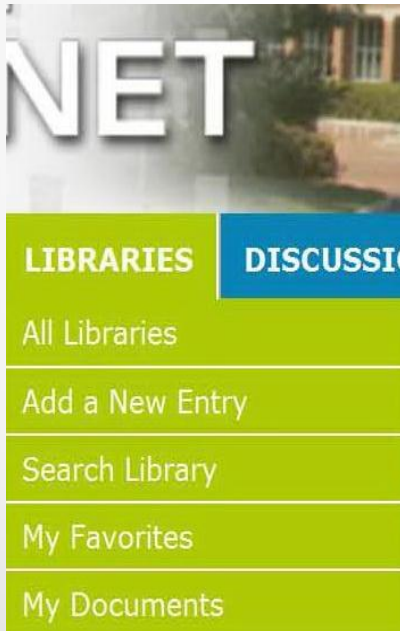 NET
LIBRARIES
All Libraries
Add a New Entry
Search Library
My Favorites
My Documents